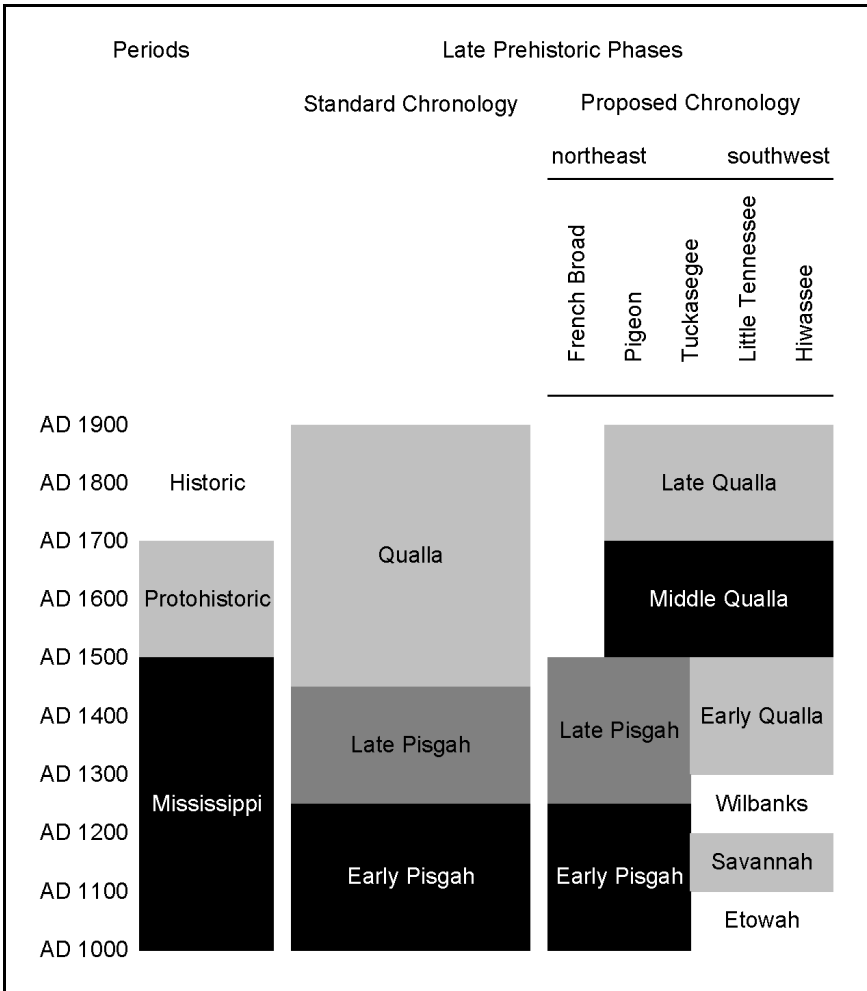 Periods
Late Prehistoric Phases
Standard Chronology
Proposed Chronology
northeast
southwest
French Broad
Pigeon
Tuckasegee
Little Tennessee
Hiwassee
AD 1900
AD 1800
Historic
Late Qualla
AD 1700
Qualla
AD 1600
Protohistoric
Middle Qualla
AD 1500
AD 1400
Early Qualla
Late Pisgah
Late Pisgah
AD 1300
Mississippi
Wilbanks
AD 1200
Savannah
Early Pisgah
Early Pisgah
AD 1100
Etowah
AD 1000